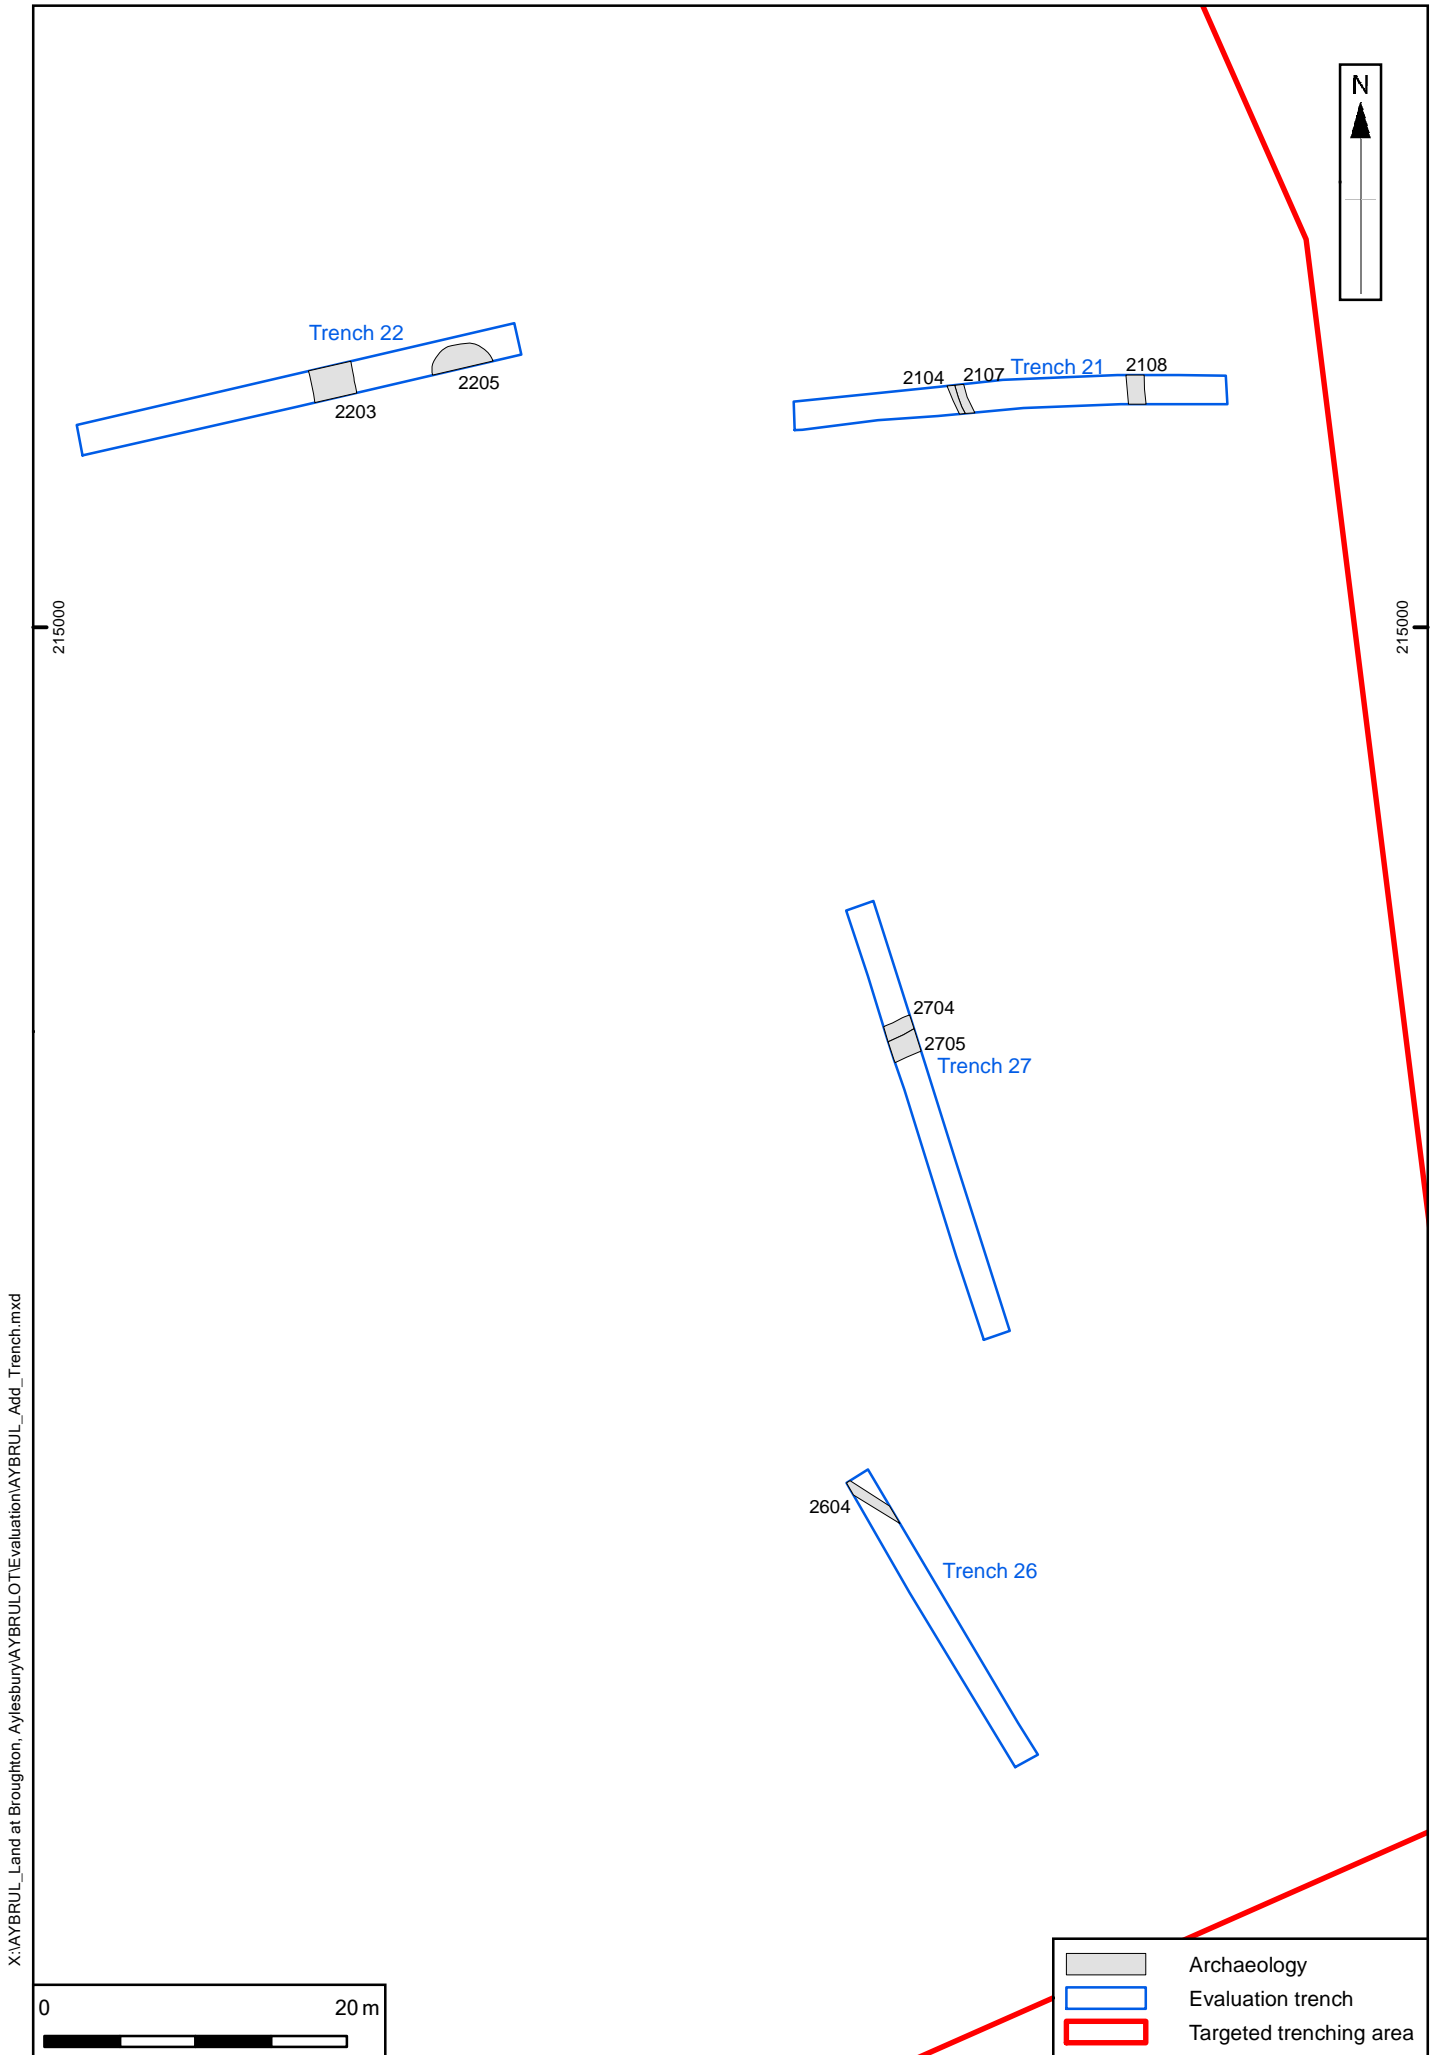 N
Trench 22
2203
2205
2104
2107
Trench 21
2108
215000
215000
2704
2705
Trench 27
2604
Trench 26
X:\AYBRUL_Land at Broughton, Aylesbury\AYBRULOT\Evaluation\AYBRUL_Add_Trench.mxd
0 20 m
Archaeology
Evaluation trench
Targeted trenching area